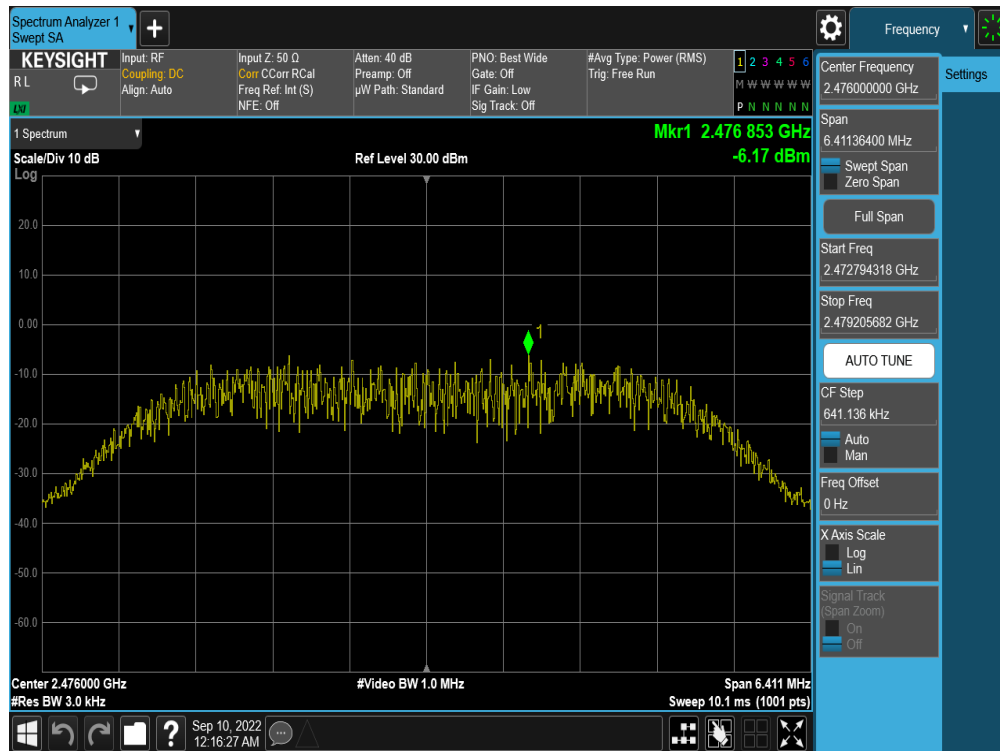 Spectrum Analyzer 1
Swept SA
Frequency
KEYSIGHT
R L
LXI
Input: RF
Coupling: DC
Align: Auto
Input Z: 50 Ω
Corr CCorr RCal
Freq Ref: Int (S)
NFE: Off
Atten: 40 dB
Preamp: Off
µW Path: Standard
PNO: Best Wide
Gate: Off
IF Gain: Low
Sig Track: Off
#Avg Type: Power (RMS)
Trig: Free Run
1 2 3 4 5 6
M W W W W W
P N N N N N
1 Spectrum
Mkr1 2.476 853 GHz
-6.17 dBm
Scale/Div 10 dB
Ref Level 30.00 dBm
Log
20.0
10.0
0.00
1
-10.0
-20.0
-30.0
-40.0
-50.0
-60.0
Center 2.476000 GHz
#Video BW 1.0 MHz
Span 6.411 MHz
#Res BW 3.0 kHz
Sweep 10.1 ms (1001 pts)
?
Sep 10, 2022
12:16:27 AM
Center Frequency
2.476000000 GHz
Settings
Span
6.41136400 MHz
Swept Span
Zero Span
Full Span
Start Freq
2.472794318 GHz
Stop Freq
2.479205682 GHz
AUTO TUNE
CF Step
641.136 kHz
Auto
Man
Freq Offset
0 Hz
X Axis Scale
Log
Lin
Signal Track
(Span Zoom)
On
Off